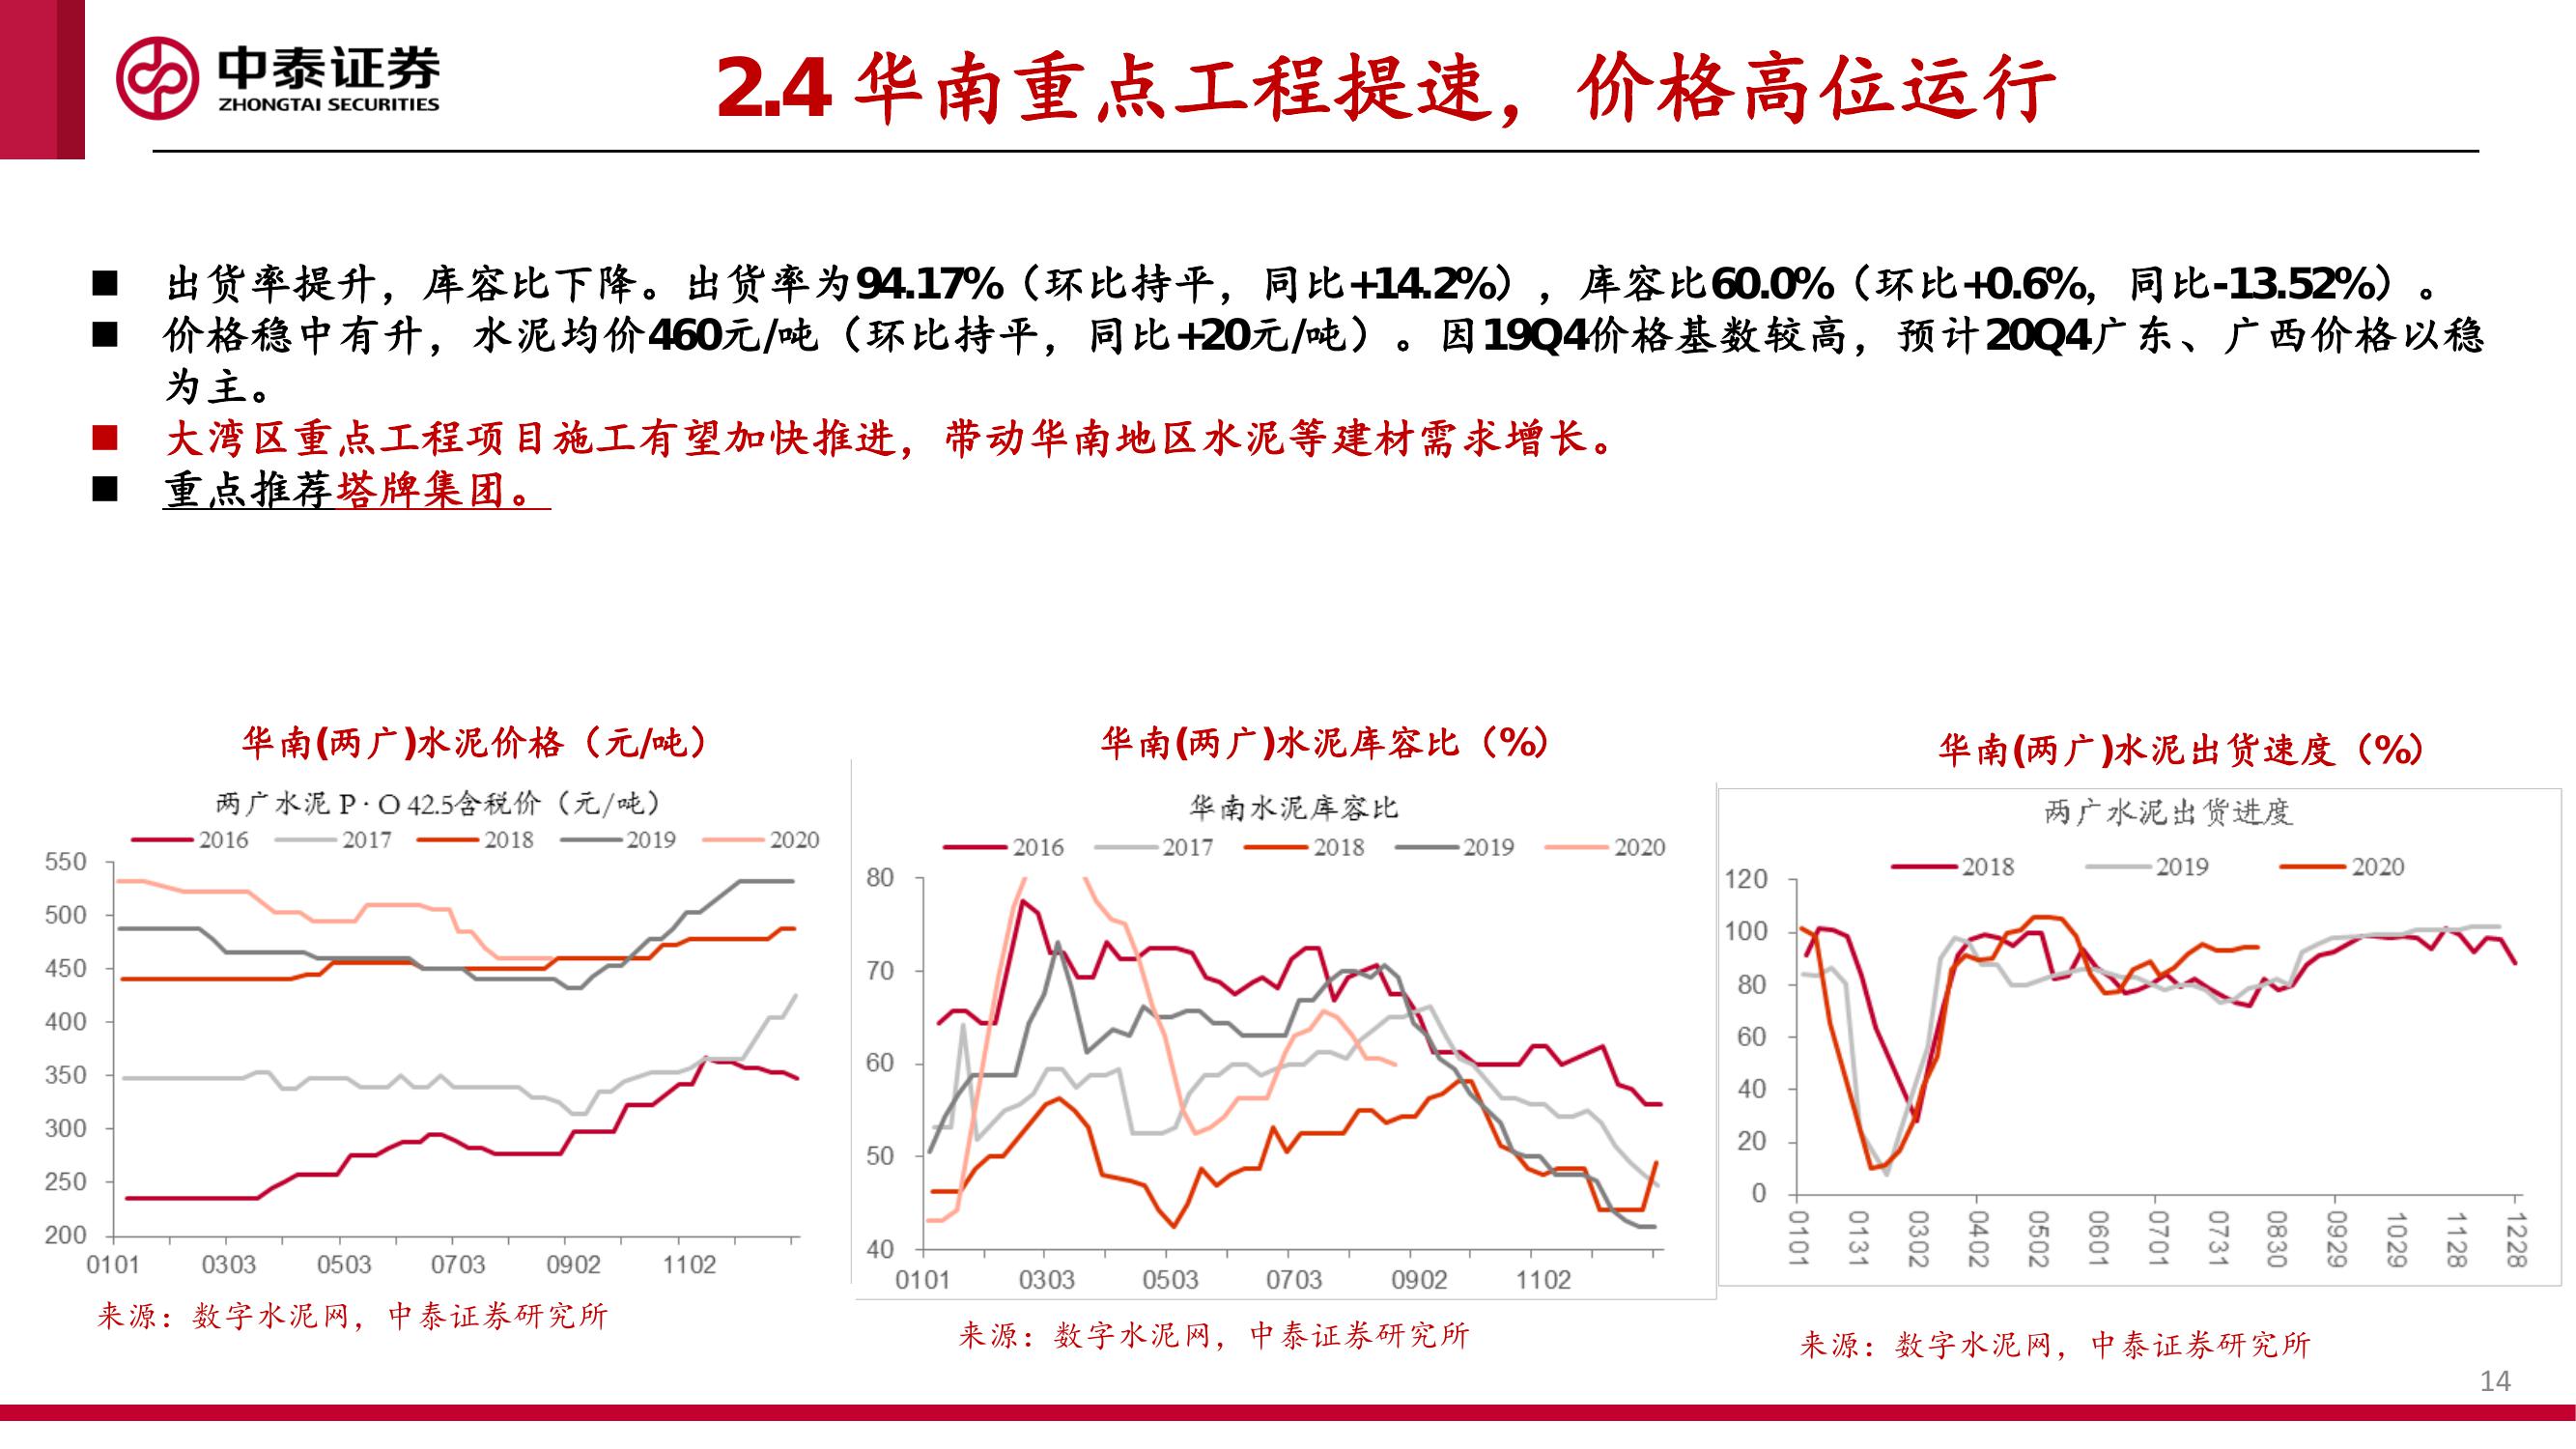 中泰证券
ZHONGTAI SECURITIES
2.4 华南重点工程提速，价格高位运行
■ 出货率提升，库容比下降。出货率为94.17%（环比持平，同比+14.2%），库容比60.0%（环比+0.6%，同比-13.52%）。
■ 价格稳中有升，水泥均价460元/吨（环比持平，同比+20元/吨）。因19Q4价格基数较高，预计20Q4广东、广西价格以稳
为主。
■ 大湾区重点工程项目施工有望加快推进，带动华南地区水泥等建材需求增长。
■ 重点推荐塔牌集团。
华南(两广)水泥价格（元/吨）
两广水泥 P · O 42.5含税价（元/吨）
2016 2017 2018 2019 2020
550
500
450
400
350
300
250
200
0101 0303 0503 0703 0902 1102
来源：数字水泥网，中泰证券研究所
华南(两广)水泥库容比（%）
华南水泥库容比
2016 2017 2018 2019 2020
80
70
60
50
40
0101 0303 0503 0703 0902 1102
来源：数字水泥网，中泰证券研究所
华南(两广)水泥出货速度（%）
两广水泥出货进度
2018 2019 2020
120
100
80
60
40
20
0
0101 0131 0302 0402 0502 0601 0701 0731 0830 0929 1029 1128 1228
来源：数字水泥网，中泰证券研究所
14